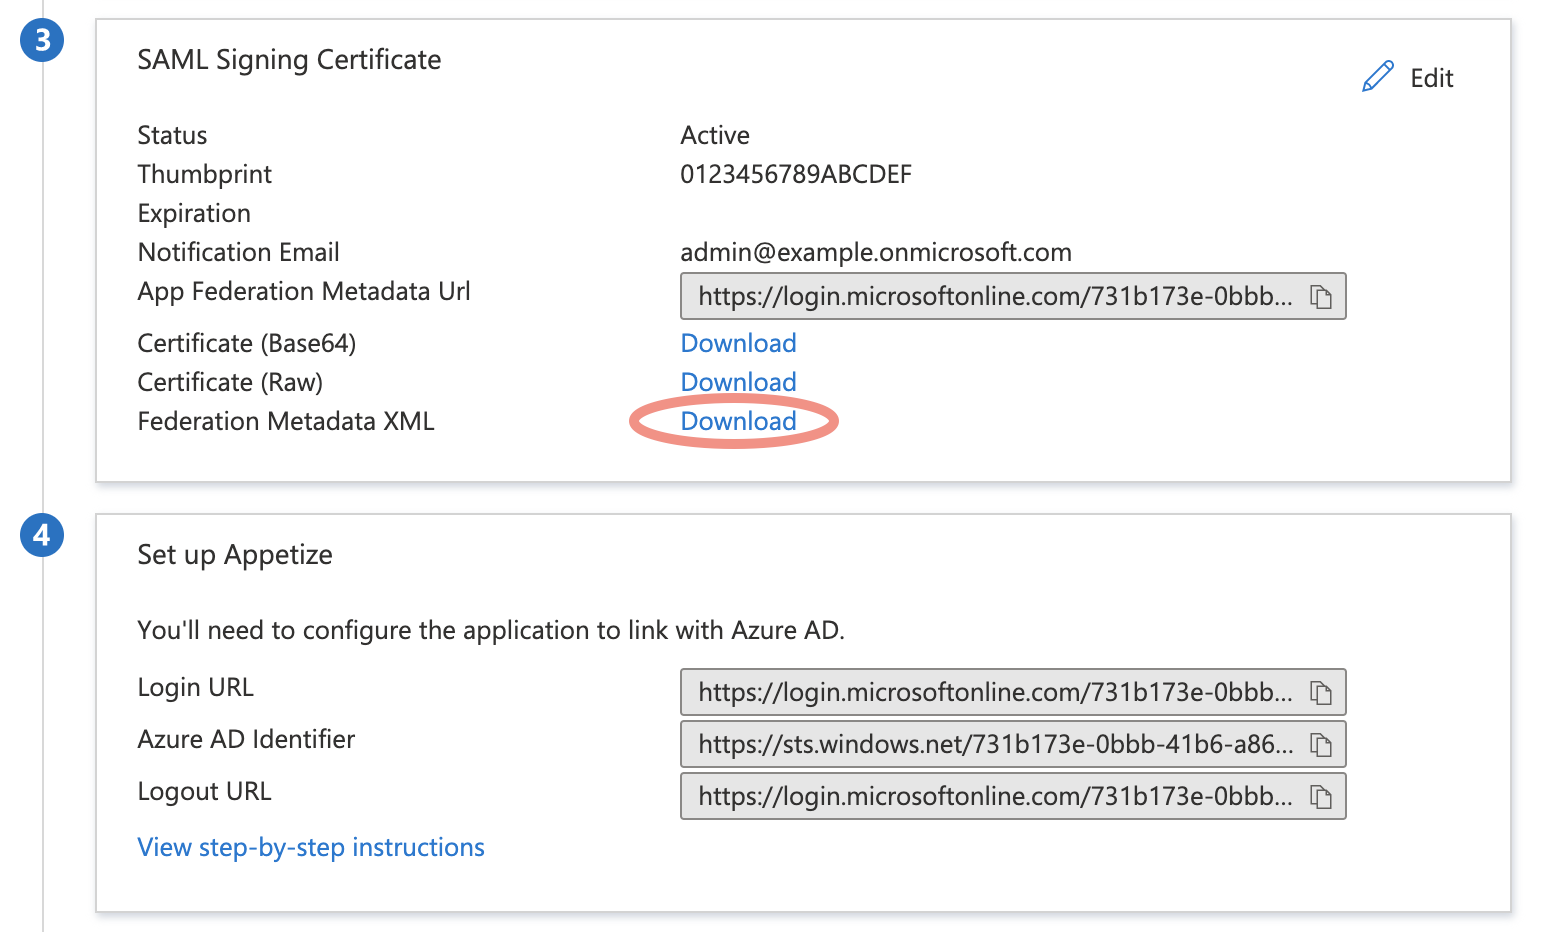 3
SAML Signing Certificate
Edit
Status Active
Thumbprint 0123456789ABCDEF
Expiration
Notification Email admin@example.onmicrosoft.com
App Federation Metadata Url https://login.microsoftonline.com/731b173e-0bbb...
Certificate (Base64) Download
Certificate (Raw) Download
Federation Metadata XML Download
4
Set up Appetize
You'll need to configure the application to link with Azure AD.
Login URL https://login.microsoftonline.com/731b173e-0bbb...
Azure AD Identifier https://sts.windows.net/731b173e-0bbb-41b6-a86...
Logout URL https://login.microsoftonline.com/731b173e-0bbb...
View step-by-step instructions